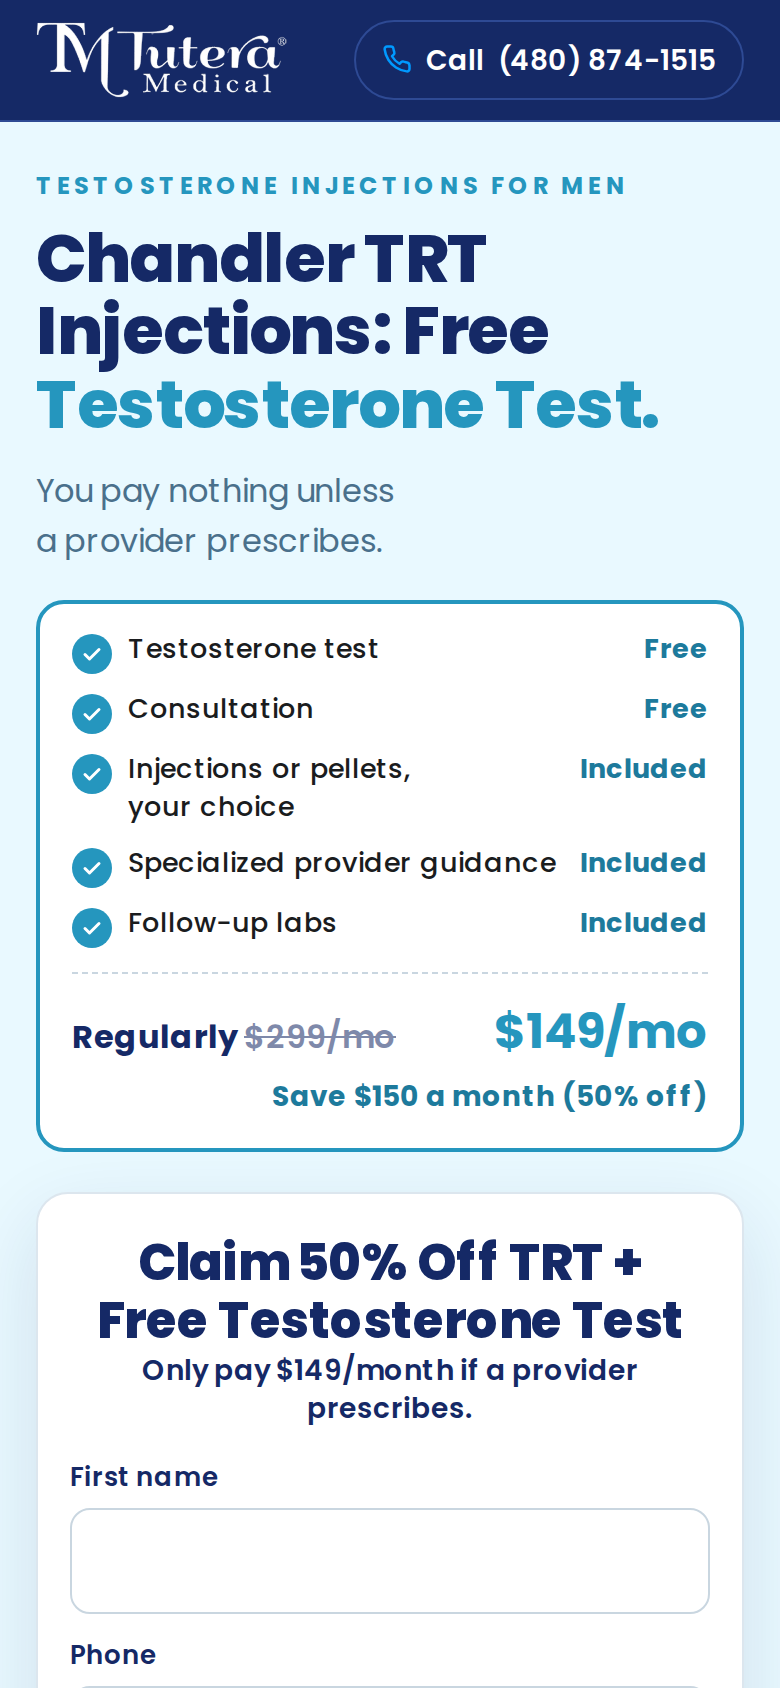 TM Tutera®
Medical
Call (480) 874-1515
TESTOSTERONE INJECTIONS FOR MEN
Chandler TRT
Injections: Free
Testosterone Test.
You pay nothing unless
a provider prescribes.
Testosterone test Free
Consultation Free
Injections or pellets, Included
your choice
Specialized provider guidance Included
Follow-up labs Included
Regularly $299/mo $149/mo
Save $150 a month (50% off)
Claim 50% Off TRT +
Free Testosterone Test
Only pay $149/month if a provider
prescribes.
First name
Phone